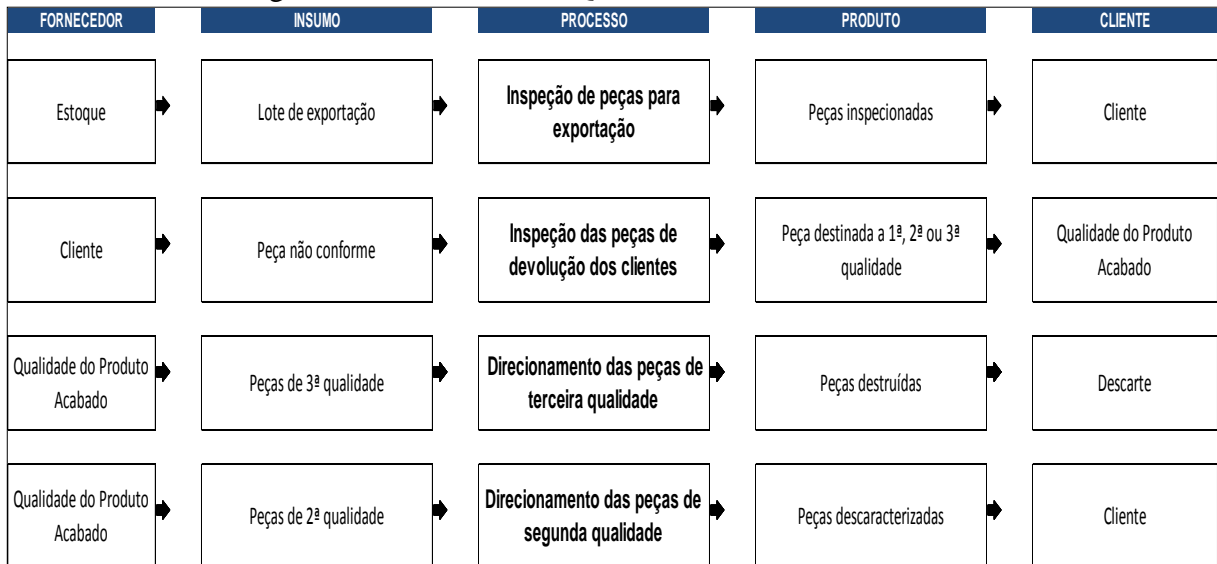 FORNECEDOR INSUMO PROCESSO PRODUTO CLIENTE
Estoque
Lote de exportação
Inspeção de peças para
exportação
Peças inspecionadas
Cliente
Cliente
Peça não conforme
Inspeção das peças de
devolução dos clientes
Peça destinada a 1ª, 2ª ou 3ª
qualidade
Qualidade do Produto
Acabado
Qualidade do Produto
Acabado
Peças de 3ª qualidade
Direcionamento das peças de
terceira qualidade
Peças destruídas
Descarte
Qualidade do Produto
Acabado
Peças de 2ª qualidade
Direcionamento das peças de
segunda qualidade
Peças descaracterizadas
Cliente